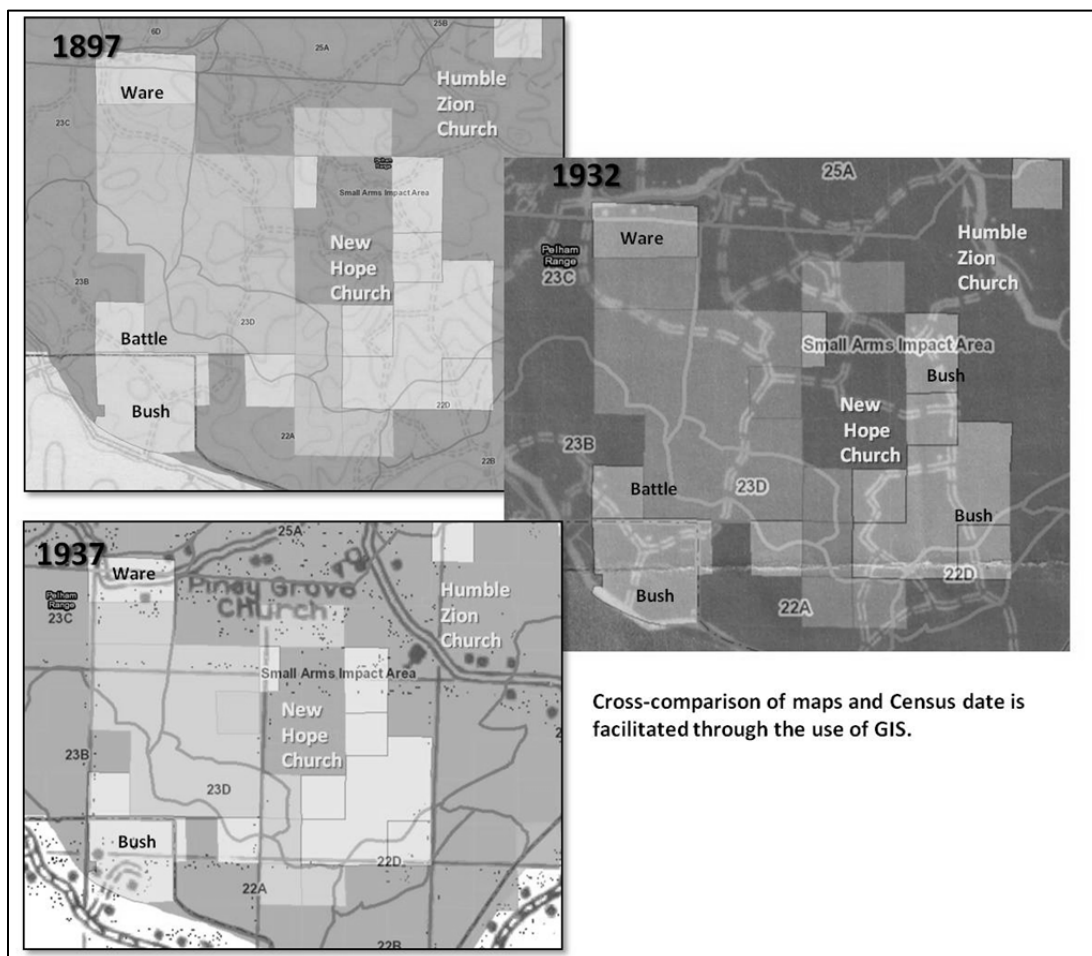 1897
6D
25A
25B
Ware
Humble
Zion
Church
23C
Pelham
Range
Small Arms Impact Area
New
Hope
Church
23B
23D
Battle
Bush
22D
22A
22B
1932
25A
Ware
Humble
Zion
Church
Pelham
Range
23C
Small Arms Impact Area
Bush
New
Hope
Church
23B
Battle
23D
Bush
22D
Bush
22A
1937
25A
Ware
Pinay Grove
CHurch
Humble
Zion
Church
Pelham
Range
23C
Small Arms Impact Area
New
Hope
Church
23B
23D
Bush
22D
22A
22B
Cross-comparison of maps and Census date is
facilitated through the use of GIS.